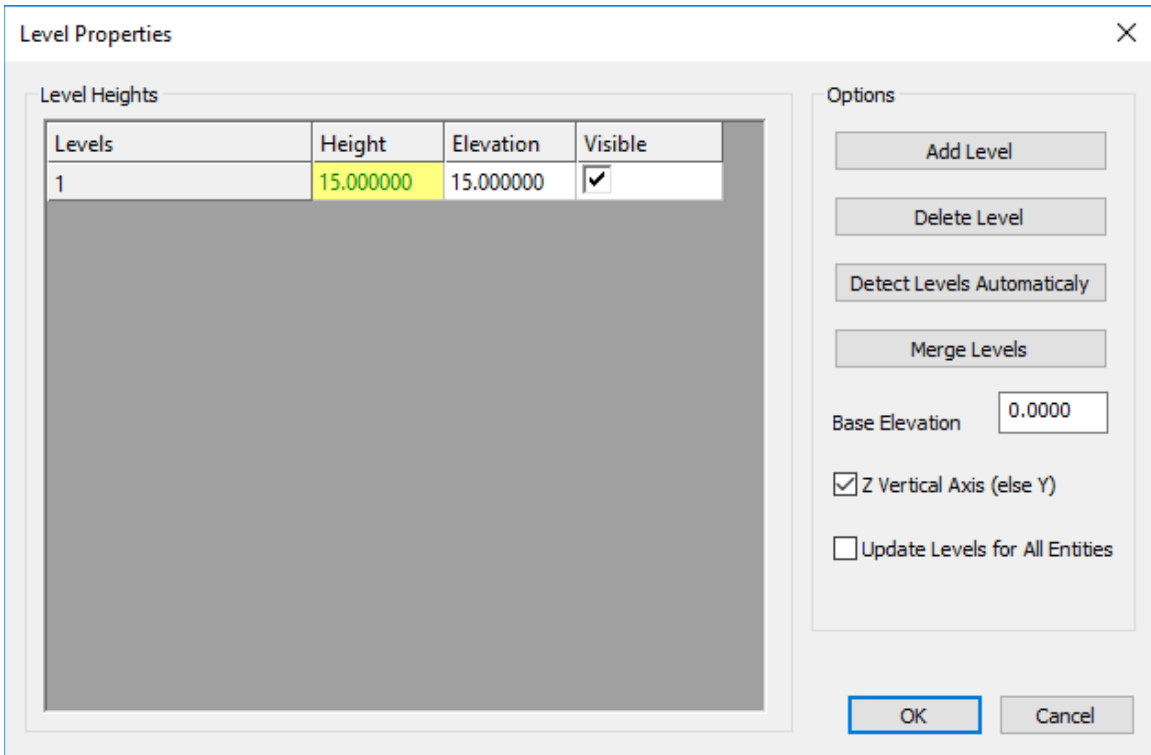 Level Properties
Level Heights
Levels Height Elevation Visible
1 15.000000 15.000000
Options
Add Level
Delete Level
Detect Levels Automaticaly
Merge Levels
Base Elevation 0.0000
Z Vertical Axis (else Y)
Update Levels for All Entities
OK Cancel